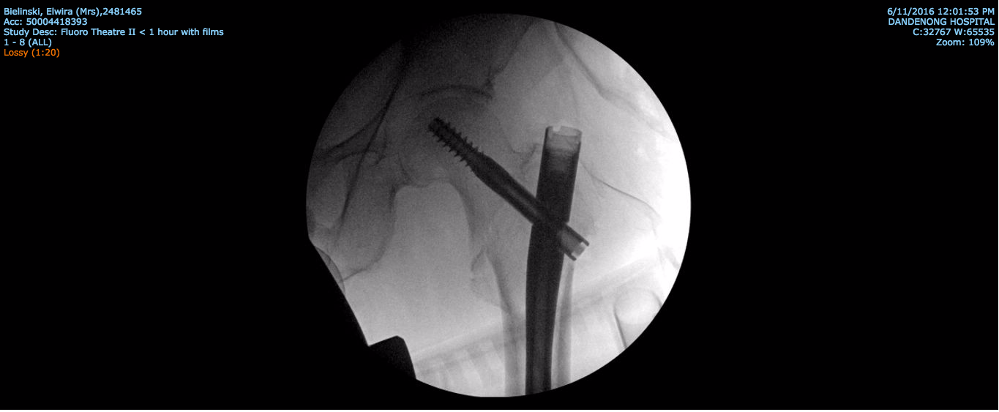 Bielinski, Elwira (Mrs),2481465
Acc: 50004418393
Study Desc: Fluoro Theatre II < 1 hour with films
1 - 8 (ALL)
Lossy (1:20)
6/11/2016 12:01:53 PM
DANDENONG HOSPITAL
C:32767 W:65535
Zoom: 109%